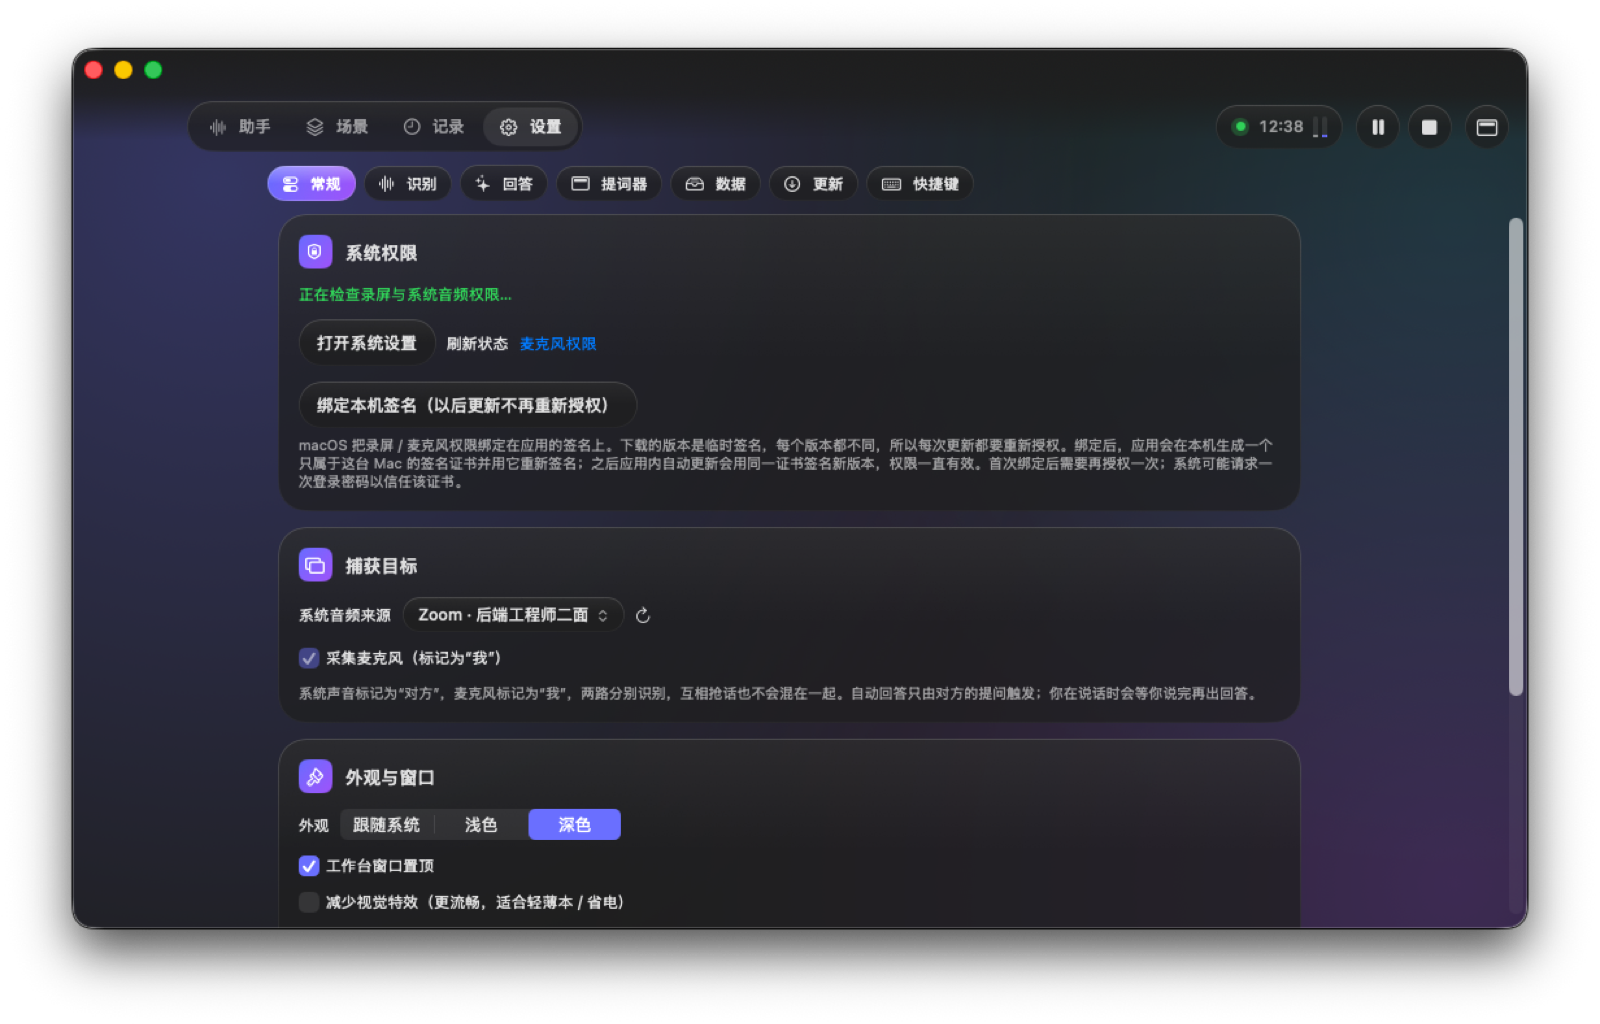 助手
场景
记录
设置
12:38
常规
识别
回答
提词器
数据
更新
快捷键
系统权限
正在检查录屏与系统音频权限...
打开系统设置
刷新状态
麦克风权限
绑定本机签名（以后更新不再重新授权）
macOS 把录屏 / 麦克风权限绑定在应用的签名上。下载的版本是临时签名，每个版本都不同，所以每次更新都要重新授权。绑定后，应用会在本机生成一个
只属于这台 Mac 的签名证书并用它重新签名；之后应用内自动更新会用同一证书签名新版本，权限一直有效。首次绑定后需要再授权一次；系统可能请求一
次登录密码以信任该证书。
捕获目标
系统音频来源
Zoom · 后端工程师二面
采集麦克风（标记为“我”）
系统声音标记为“对方”，麦克风标记为“我”，两路分别识别，互相抢话也不会混在一起。自动回答只由对方的提问触发；你在说话时会等你说完再出回答。
外观与窗口
外观
跟随系统
浅色
深色
工作台窗口置顶
减少视觉特效（更流畅，适合轻薄本 / 省电）